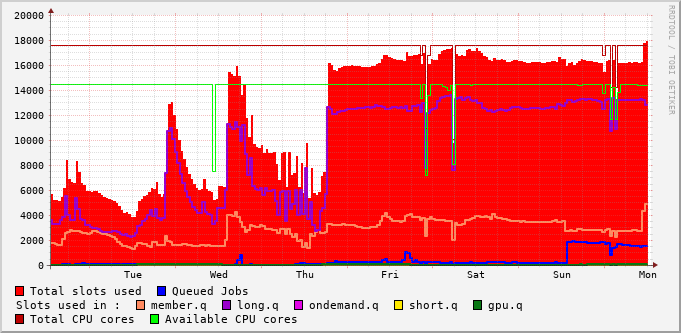 20000
18000
16000
14000
12000
10000
8000
6000
4000
2000
0
Tue Wed Thu Fri Sat Sun Mon
RRDTOOL / TOBI OETIKER
Total slots used Queued Jobs
Slots used in : member.q long.q ondemand.q short.q gpu.q
Total CPU cores Available CPU cores